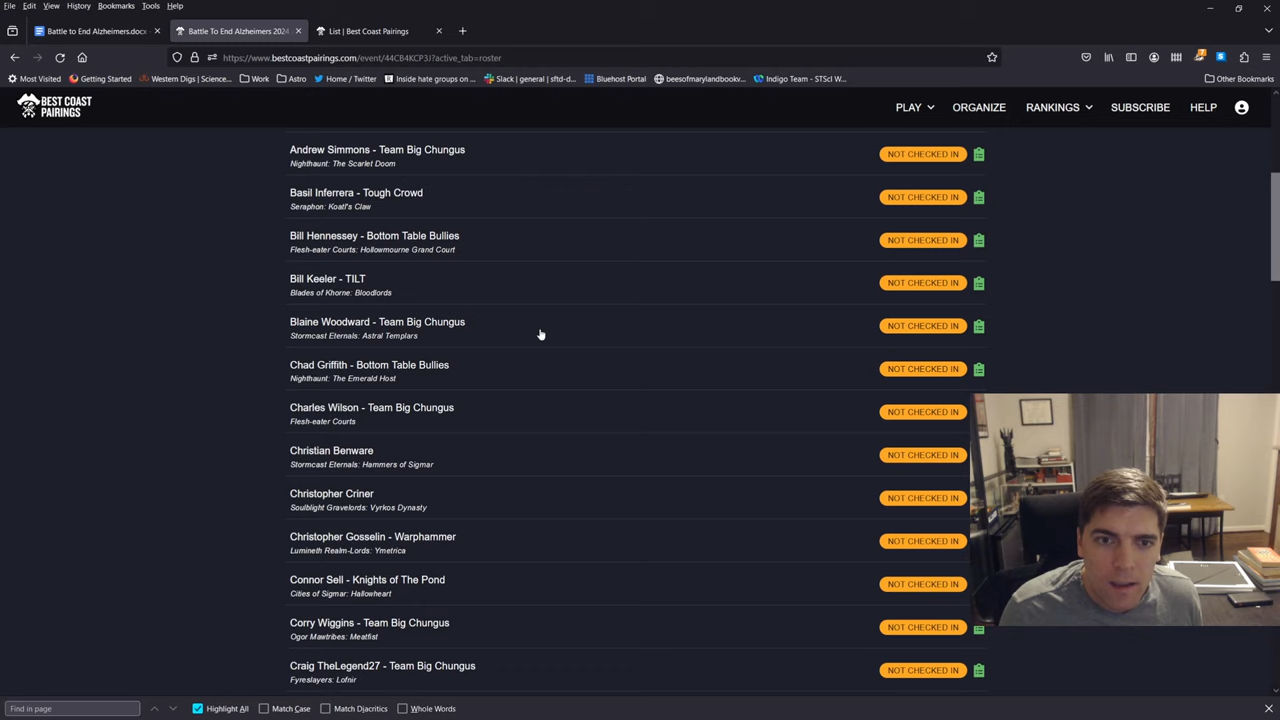 File Edit View History Bookmarks Tools Help
Battle to End Alzheimers.docx
Battle To End Alzheimers 2024
List | Best Coast Pairings
https://www.bestcoastpairings.com/event/44CB4KCP3J?active_tab=roster
Most Visited Getting Started Western Digs | Science... Work Astro Home / Twitter Inside hate groups on ... Slack | general | sftd-d... Bluehost Portal beesofmarylandbookv... Indigo Team - STScI W... Other Bookmarks
BEST COAST
PAIRINGS
PLAY ORGANIZE RANKINGS SUBSCRIBE HELP
Andrew Simmons - Team Big Chungus
Nighthaunt: The Scarlet Doom
NOT CHECKED IN
Basil Inferrera - Tough Crowd
Seraphon: Koatl's Claw
NOT CHECKED IN
Bill Hennessey - Bottom Table Bullies
Flesh-eater Courts: Hollowmourne Grand Court
NOT CHECKED IN
Bill Keeler - TILT
Blades of Khorne: Bloodlords
NOT CHECKED IN
Blaine Woodward - Team Big Chungus
Stormcast Eternals: Astral Templars
NOT CHECKED IN
Chad Griffith - Bottom Table Bullies
Nighthaunt: The Emerald Host
NOT CHECKED IN
Charles Wilson - Team Big Chungus
Flesh-eater Courts
NOT CHECKED IN
Christian Benware
Stormcast Eternals: Hammers of Sigmar
NOT CHECKED IN
Christopher Criner
Soulblight Gravelords: Vyrkos Dynasty
NOT CHECKED IN
Christopher Gosselin - Warphammer
Lumineth Realm-Lords: Ymetrica
NOT CHECKED IN
Connor Sell - Knights of The Pond
Cities of Sigmar: Hallowheart
NOT CHECKED IN
Corry Wiggins - Team Big Chungus
Ogor Mawtribes: Meatfist
NOT CHECKED IN
Craig TheLegend27 - Team Big Chungus
Fyreslayers: Lofnir
NOT CHECKED IN
Find in page Highlight All Match Case Match Diacritics Whole Words